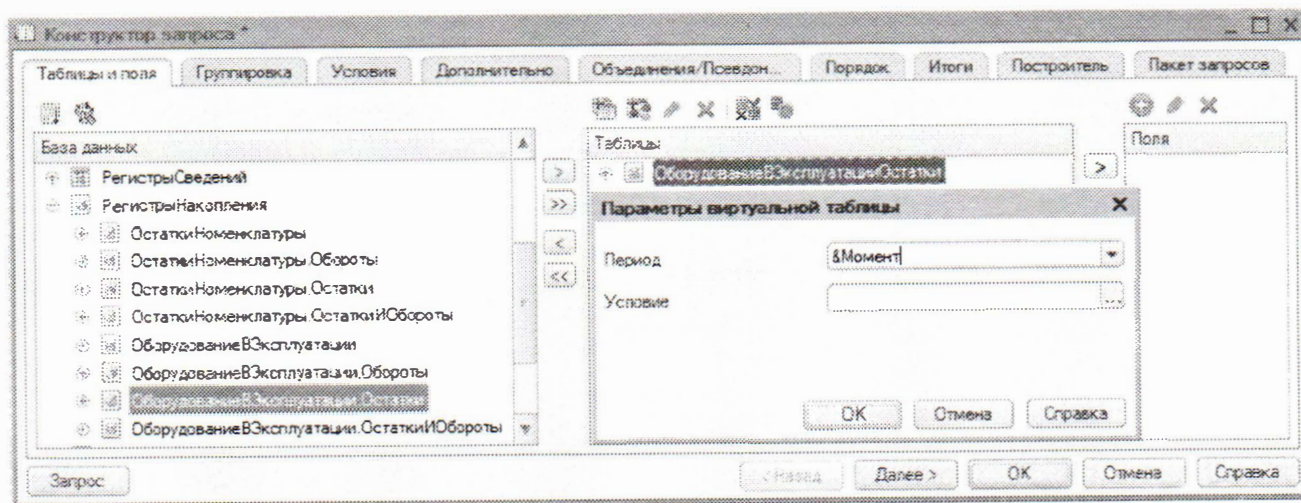 Конструктор запроса *
Таблицы и поля Группировка Условия Дополнительно Объединения/Псевдон... Порядок Итоги Построитель Пакет запросов
База данных
РегистрыСведений
РегистрыНакопления
ОстаткиНоменклатуры
ОстаткиНоменклатуры.Обороты
ОстаткиНоменклатуры.Остатки
ОстаткиНоменклатуры.ОстаткиИОбороты
ОборудованиеВЭксплуатации
ОборудованиеВЭксплуатации.Обороты
ОборудованиеВЭксплуатации.Остатки
ОборудованиеВЭксплуатации.ОстаткиИОбороты
>
>>
<
<<
Таблицы
ОборудованиеВЭксплуатацииОстатки
>
Поля
Параметры виртуальной таблицы
Период &Момент
Условие ...
ОК Отмена Справка
Запрос < Назад Далее > ОК Отмена Справка